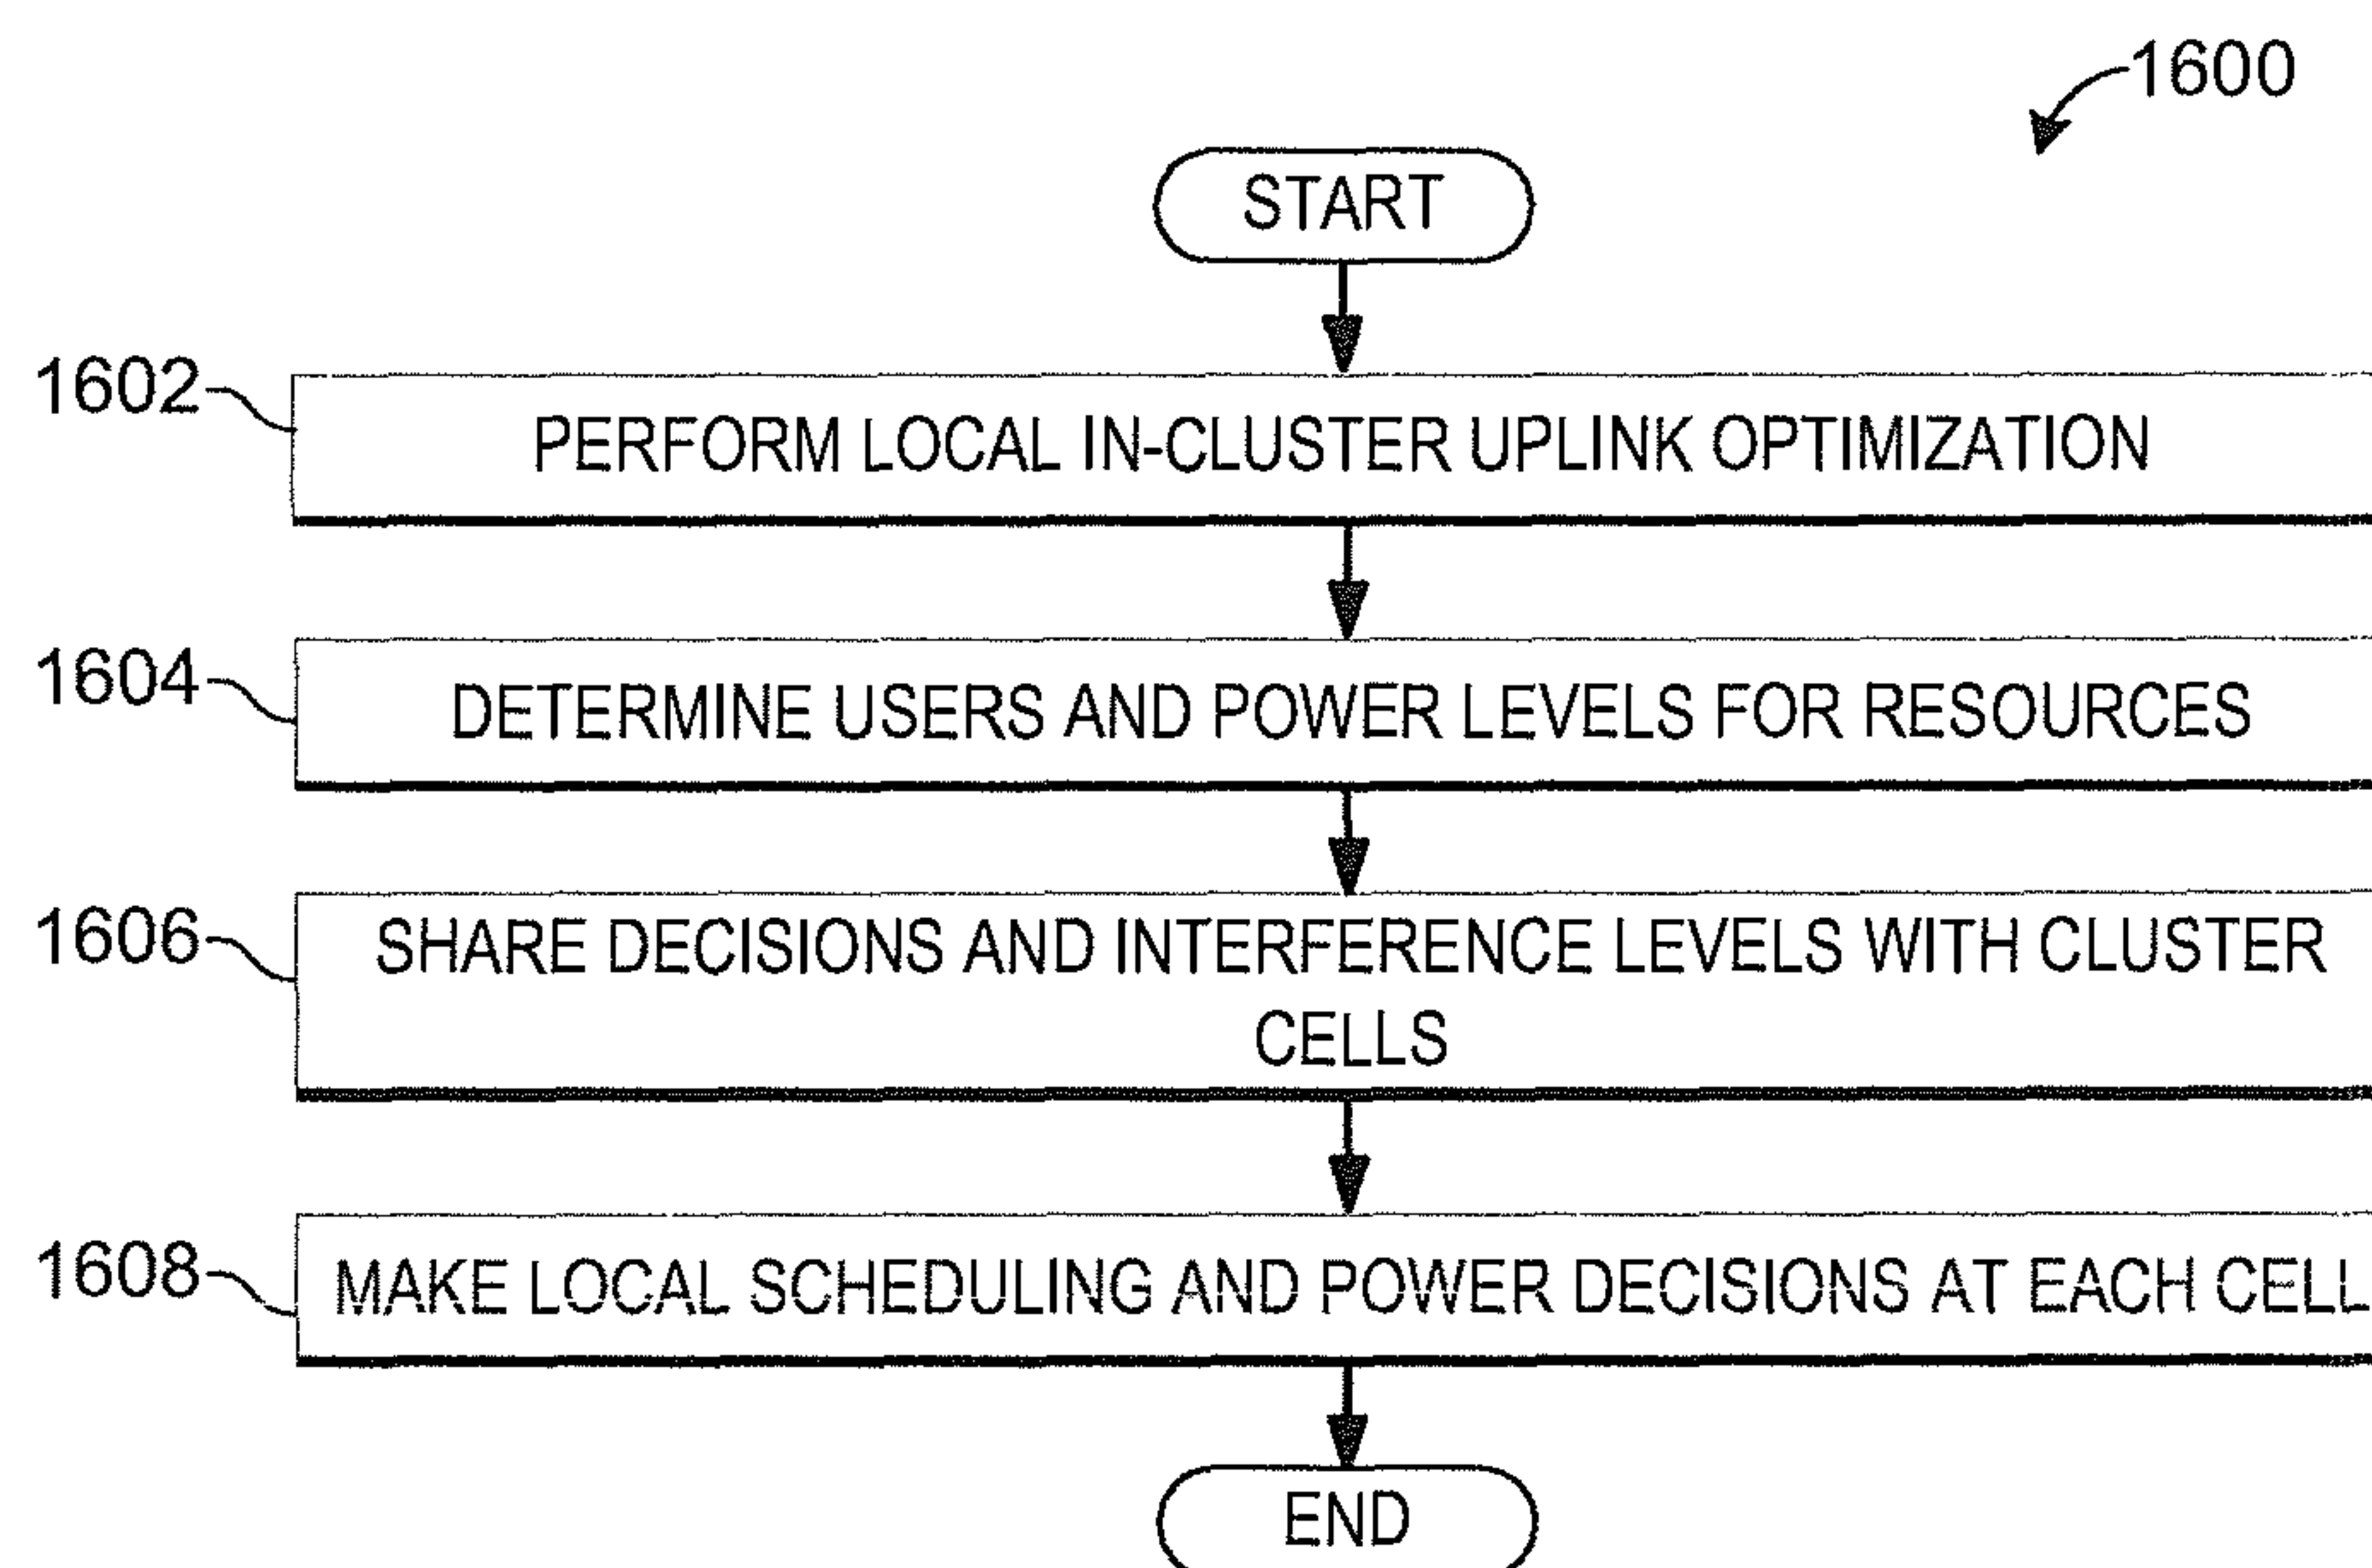 1600
START
1602
PERFORM LOCAL IN-CLUSTER UPLINK OPTIMIZATION
1604
DETERMINE USERS AND POWER LEVELS FOR RESOURCES
1606
SHARE DECISIONS AND INTERFERENCE LEVELS WITH CLUSTER
CELLS
1608
MAKE LOCAL SCHEDULING AND POWER DECISIONS AT EACH CELL
END